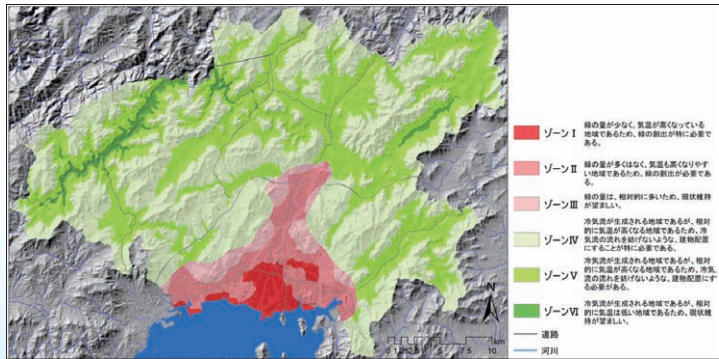 ゾーンⅠ
緑の量が少なく、気温が高くなっている
地域であるため、緑の創出が特に必要で
ある。
ゾーンⅡ
緑の量が多くはなく、気温も高くなりやす
い地域であるため、緑の創出が必要であ
る。
ゾーンⅢ
緑の量は、相対的に多いため、現状維持
が望ましい。
ゾーンⅣ
冷気流が生成される地域であるが、相対
的に気温が高くなる地域であるため、冷
気流の流れを妨げないような、建物配置
にすることが特に必要である。
ゾーンⅤ
冷気流が生成される地域であるが、相対
的に気温が高くなる地域であるため、冷気
流の流れを妨げないような、建物配置にす
る必要がある。
ゾーンⅥ
冷気流が生成される地域であるが、相対
的に気温は低い地域であるため、現状維
持が望ましい。
道路
河川
N
km
5
7.5
10